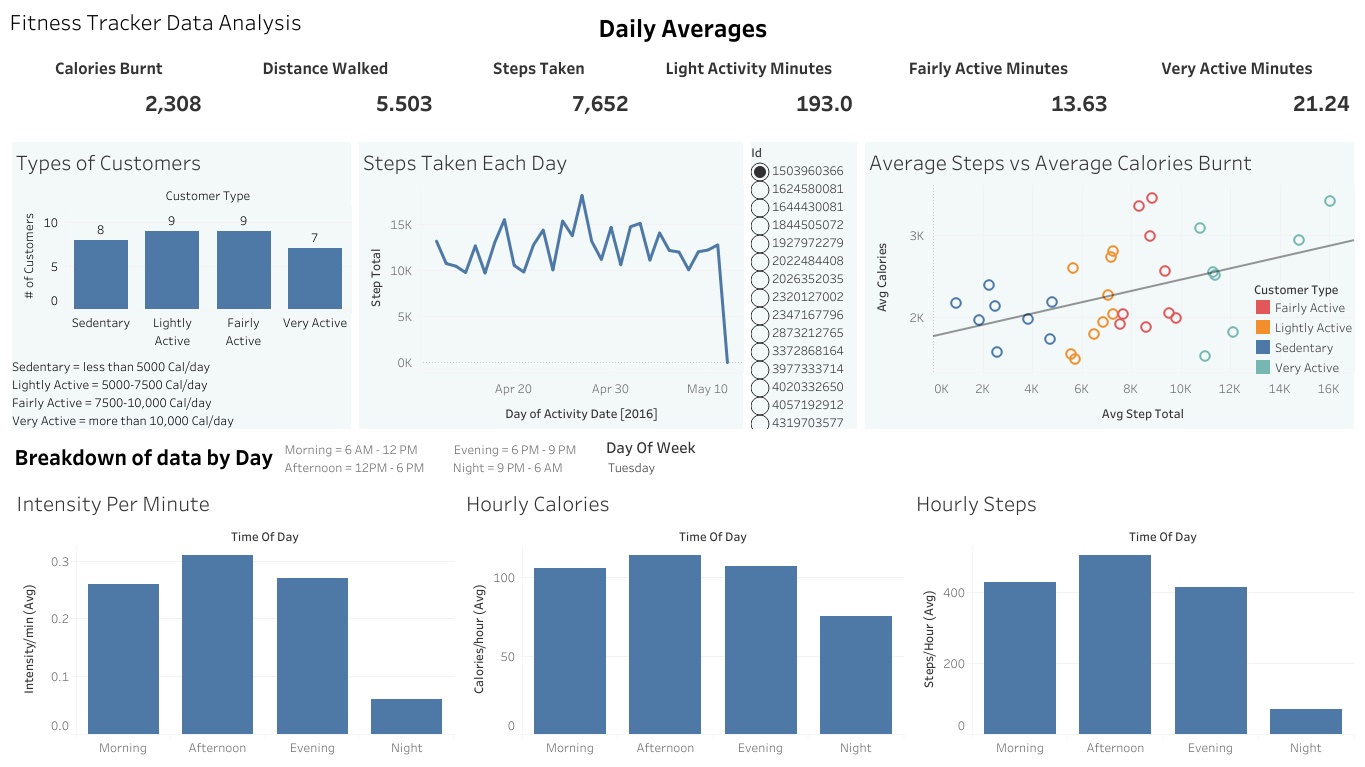 Fitness Tracker Data Analysis
Daily Averages
Calories Burnt
Distance Walked
Steps Taken
Light Activity Minutes
Fairly Active Minutes
Very Active Minutes
2,308
5.503
7,652
193.0
13.63
21.24
Types of Customers
Customer Type
# of Customers
10
5
0
8
9
9
7
Sedentary
Lightly
Active
Fairly
Active
Very Active
Sedentary = less than 5000 Cal/day
Lightly Active = 5000-7500 Cal/day
Fairly Active = 7500-10,000 Cal/day
Very Active = more than 10,000 Cal/day
Steps Taken Each Day
Step Total
15K
10K
5K
0K
Apr 20
Apr 30
May 10
Day of Activity Date [2016]
Id
1503960366
1624580081
1644430081
1844505072
1927972279
2022484408
2026352035
2320127002
2347167796
2873212765
3372868164
3977333714
4020332650
4057192912
4319703577
Average Steps vs Average Calories Burnt
Avg Calories
3K
2K
0K
2K
4K
6K
8K
10K
12K
14K
16K
Avg Step Total
Customer Type
Fairly Active
Lightly Active
Sedentary
Very Active
Breakdown of data by Day
Morning = 6 AM - 12 PM
Afternoon = 12PM - 6 PM
Evening = 6 PM - 9 PM
Night = 9 PM - 6 AM
Day Of Week
Tuesday
Intensity Per Minute
Time Of Day
Intensity/min (Avg)
0.3
0.2
0.1
0.0
Morning
Afternoon
Evening
Night
Hourly Calories
Time Of Day
Calories/hour (Avg)
100
50
0
Morning
Afternoon
Evening
Night
Hourly Steps
Time Of Day
Steps/Hour (Avg)
400
200
0
Morning
Afternoon
Evening
Night